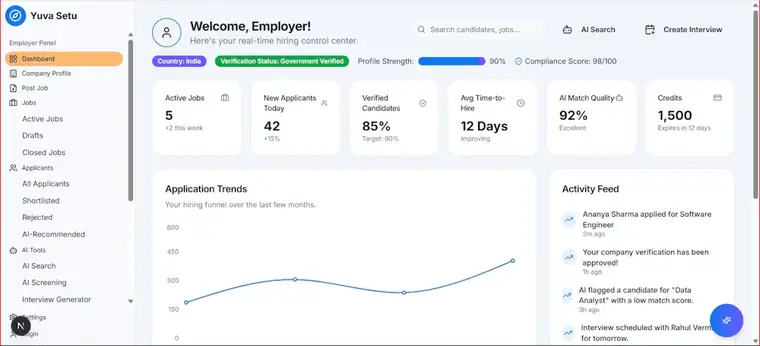 Yuva Setu
Employer Panel
Dashboard
Company Profile
Post Job
Jobs
Active Jobs
Drafts
Closed Jobs
Applicants
All Applicants
Shortlisted
Rejected
AI-Recommended
AI Tools
AI Search
AI Screening
Interview Generator
Settings
N
Welcome, Employer!
Here's your real-time hiring control center.
Search candidates, jobs...
AI Search
Create Interview
Country: India
Verification Status: Government Verified
Profile Strength:
90%
Compliance Score: 98/100
Active Jobs
5
+2 this week
New Applicants
Today
42
+15%
Verified
Candidates
85%
Target: 90%
Avg Time-to-
Hire
12 Days
Improving
AI Match Quality
92%
Excellent
Credits
1,500
Expires in 12 days
Application Trends
Your hiring funnel over the last few months.
600
450
300
150
0
Activity Feed
Ananya Sharma applied for Software
Engineer
2m ago
Your company verification has been
approved!
1h ago
AI flagged a candidate for "Data
Analyst" with a low match score.
3h ago
Interview scheduled with Rahul Verm
for tomorrow.